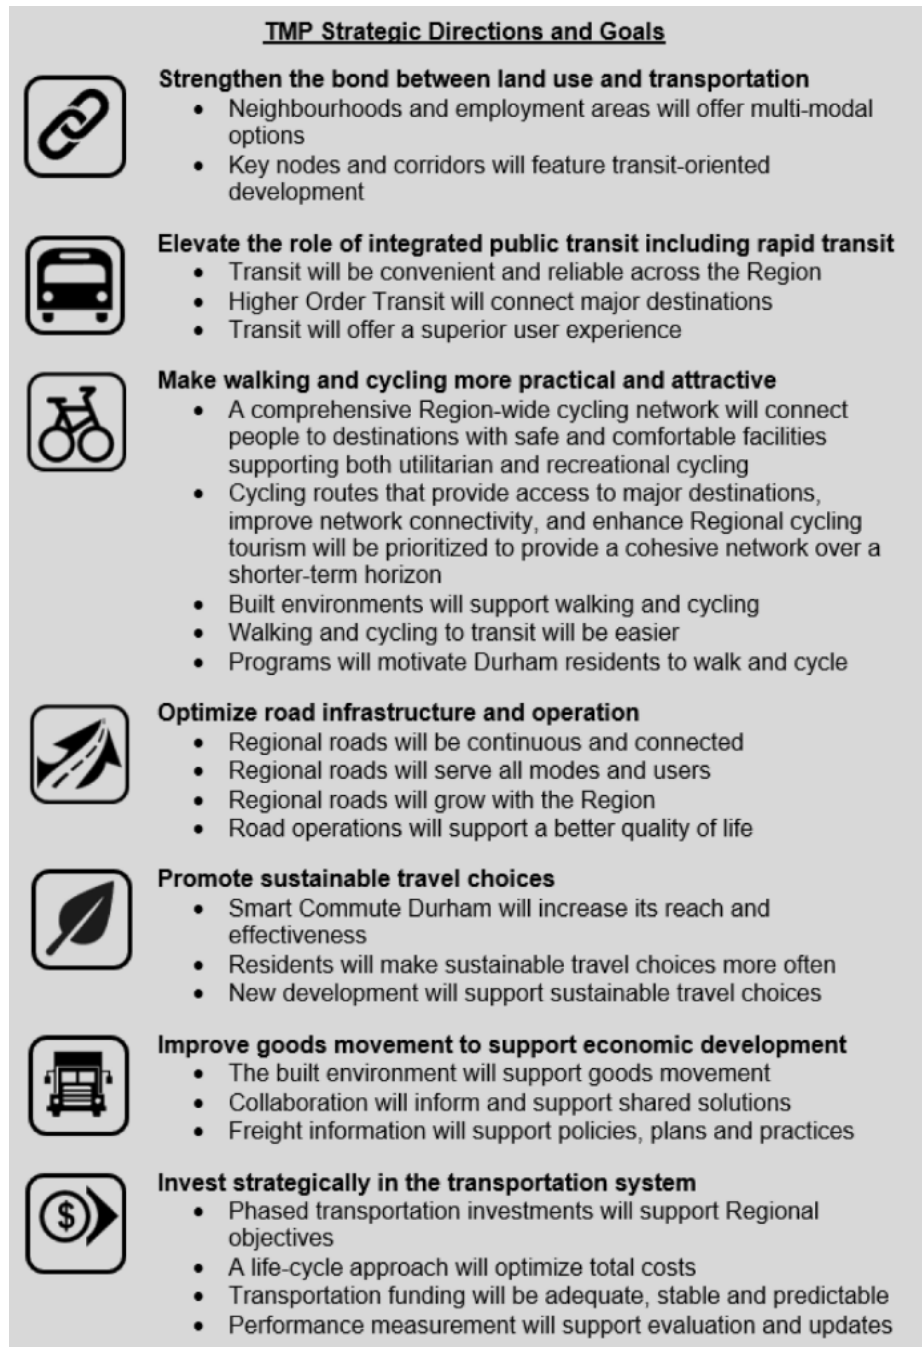 TMP Strategic Directions and Goals
Strengthen the bond between land use and transportation
• Neighbourhoods and employment areas will offer multi-modal
options
• Key nodes and corridors will feature transit-oriented
development
Elevate the role of integrated public transit including rapid transit
• Transit will be convenient and reliable across the Region
• Higher Order Transit will connect major destinations
• Transit will offer a superior user experience
Make walking and cycling more practical and attractive
• A comprehensive Region-wide cycling network will connect
people to destinations with safe and comfortable facilities
supporting both utilitarian and recreational cycling
• Cycling routes that provide access to major destinations,
improve network connectivity, and enhance Regional cycling
tourism will be prioritized to provide a cohesive network over a
shorter-term horizon
• Built environments will support walking and cycling
• Walking and cycling to transit will be easier
• Programs will motivate Durham residents to walk and cycle
Optimize road infrastructure and operation
• Regional roads will be continuous and connected
• Regional roads will serve all modes and users
• Regional roads will grow with the Region
• Road operations will support a better quality of life
Promote sustainable travel choices
• Smart Commute Durham will increase its reach and
effectiveness
• Residents will make sustainable travel choices more often
• New development will support sustainable travel choices
Improve goods movement to support economic development
• The built environment will support goods movement
• Collaboration will inform and support shared solutions
• Freight information will support policies, plans and practices
$
Invest strategically in the transportation system
• Phased transportation investments will support Regional
objectives
• A life-cycle approach will optimize total costs
• Transportation funding will be adequate, stable and predictable
• Performance measurement will support evaluation and updates